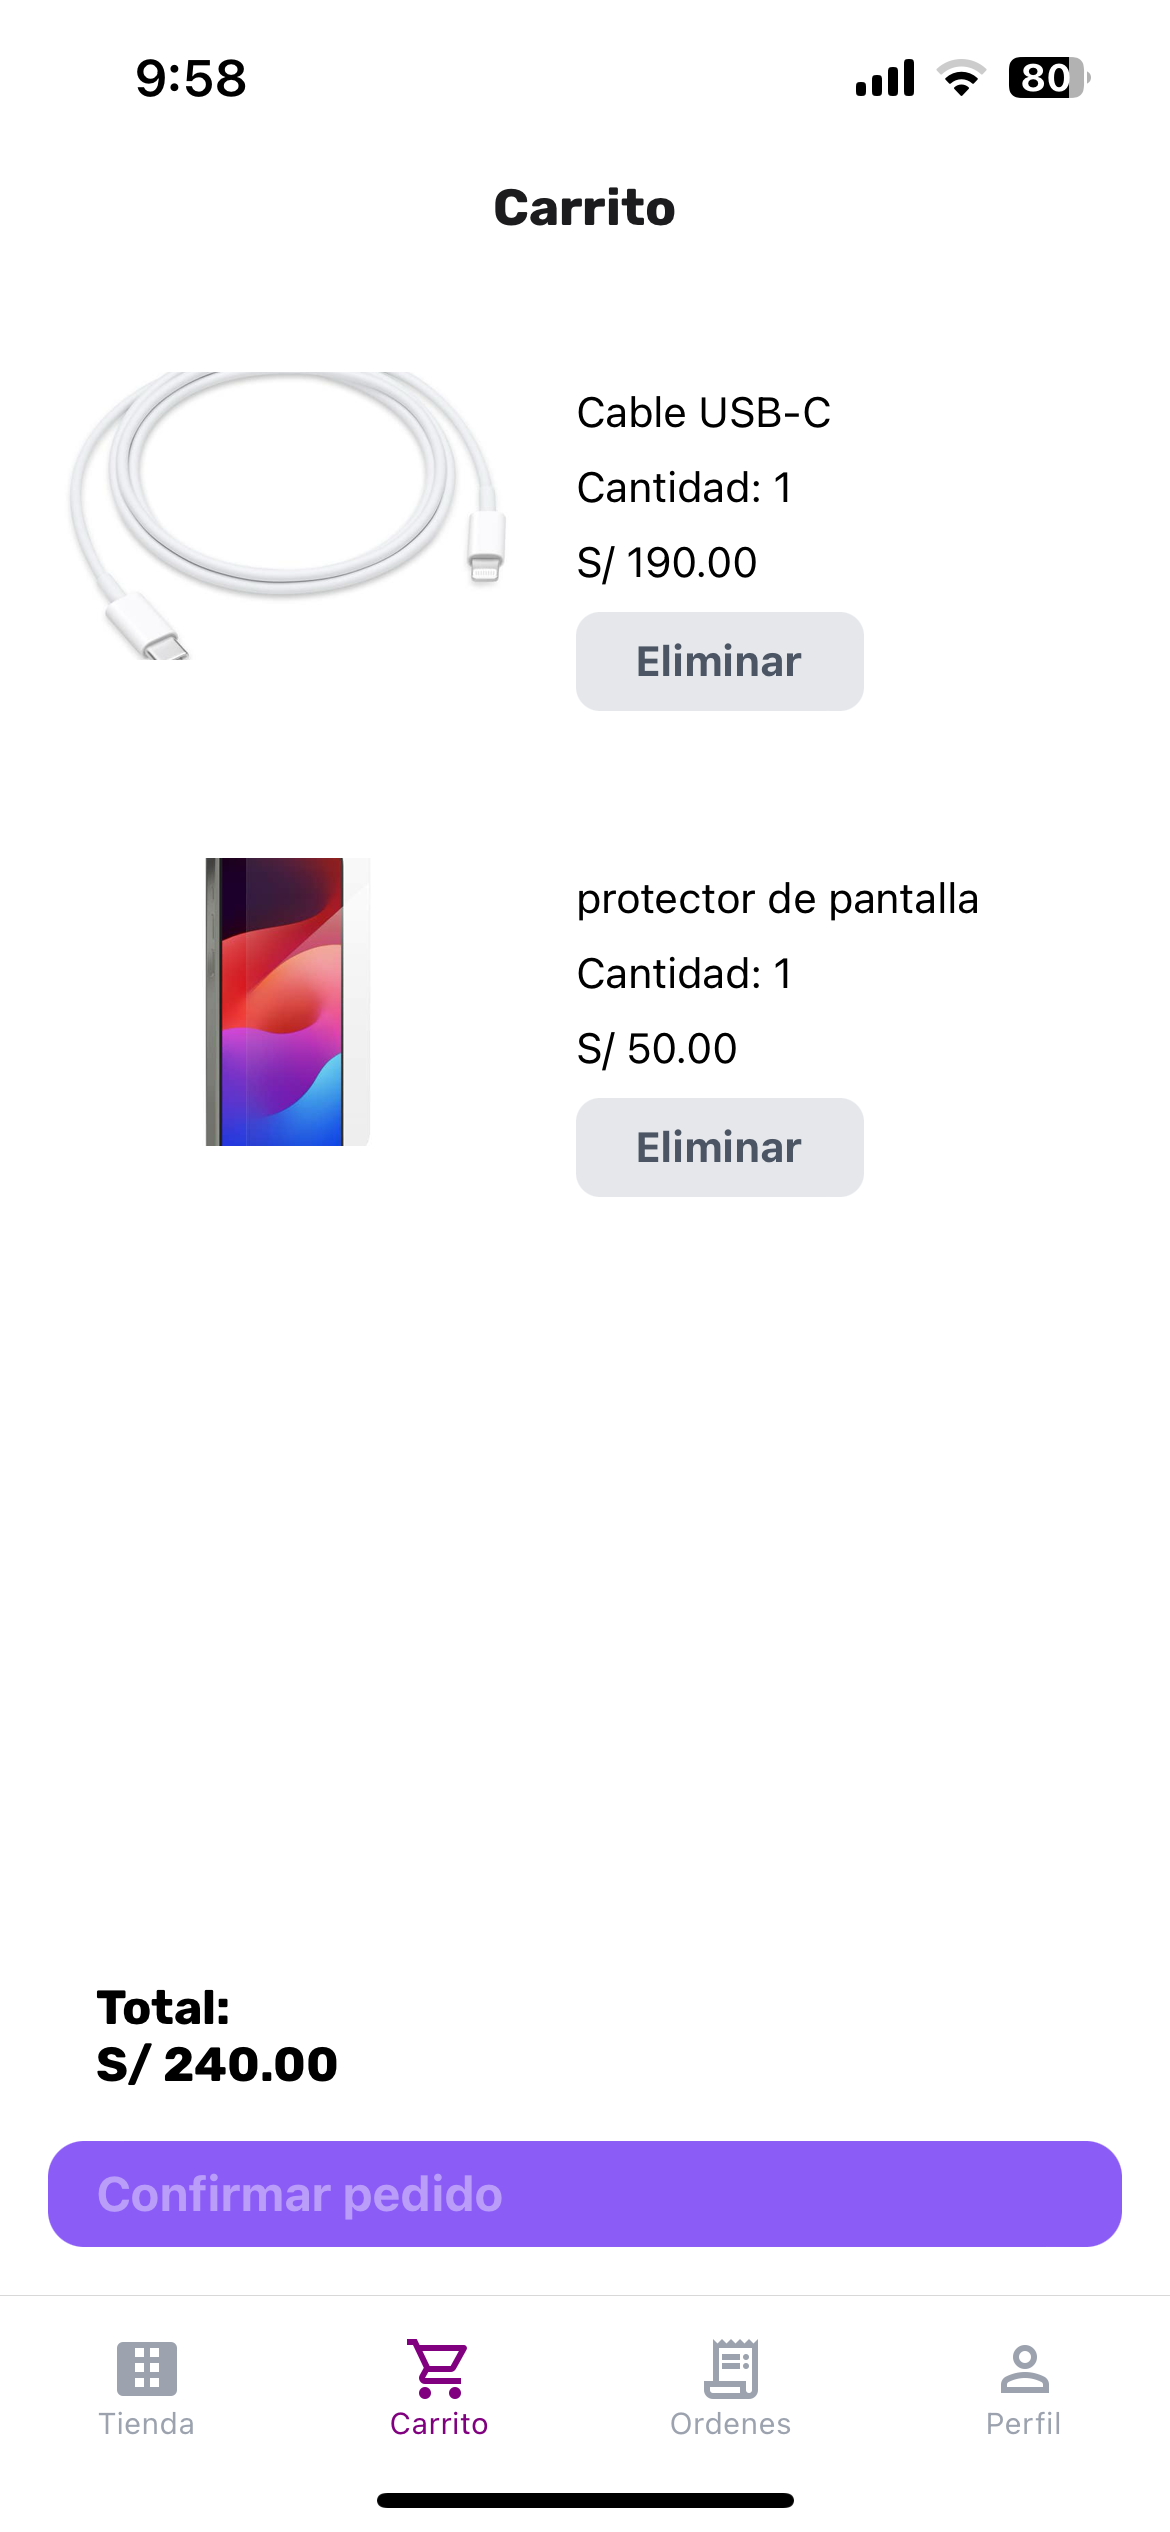 9:58
80
Carrito
Cable USB-C
Cantidad: 1
S/ 190.00
Eliminar
protector de pantalla
Cantidad: 1
S/ 50.00
Eliminar
Total:
S/ 240.00
Confirmar pedido
Tienda
Carrito
Ordenes
Perfil